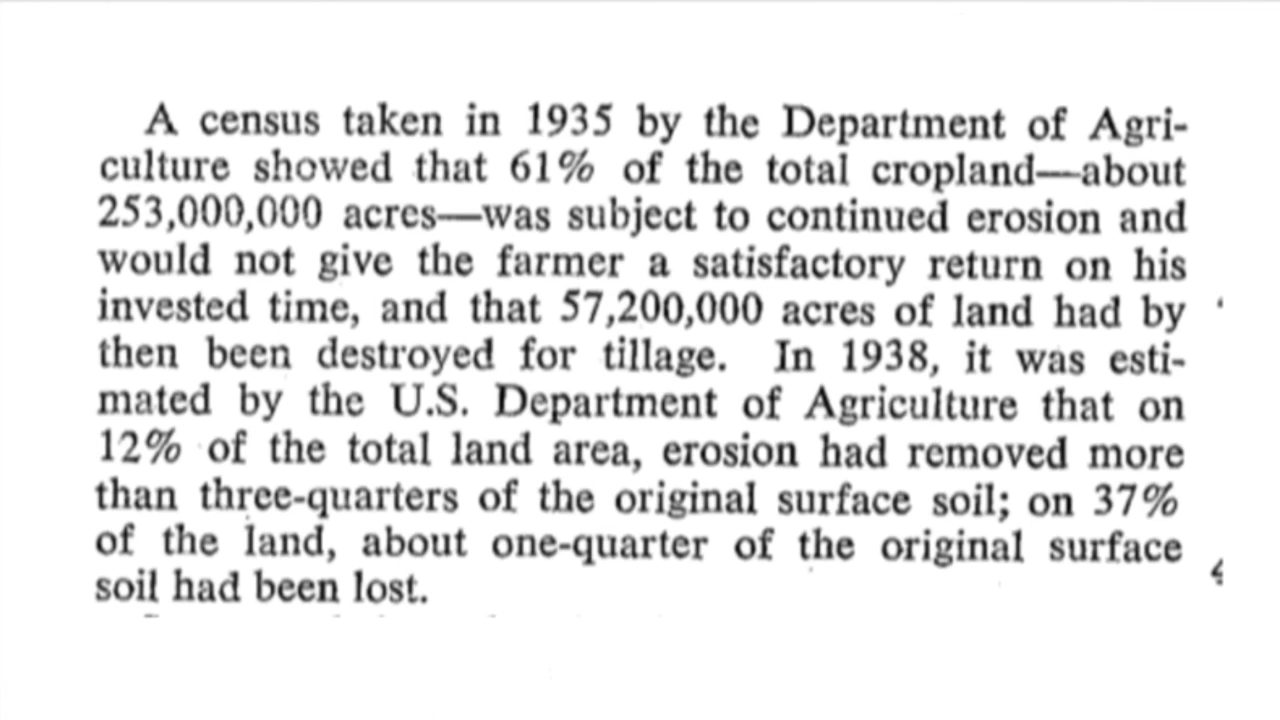 A census taken in 1935 by the Department of Agri-
culture showed that 61% of the total cropland—about
253,000,000 acres—was subject to continued erosion and
would not give the farmer a satisfactory return on his
invested time, and that 57,200,000 acres of land had by
then been destroyed for tillage. In 1938, it was esti-
mated by the U.S. Department of Agriculture that on
12% of the total land area, erosion had removed more
than three-quarters of the original surface soil; on 37%
of the land, about one-quarter of the original surface
soil had been lost.